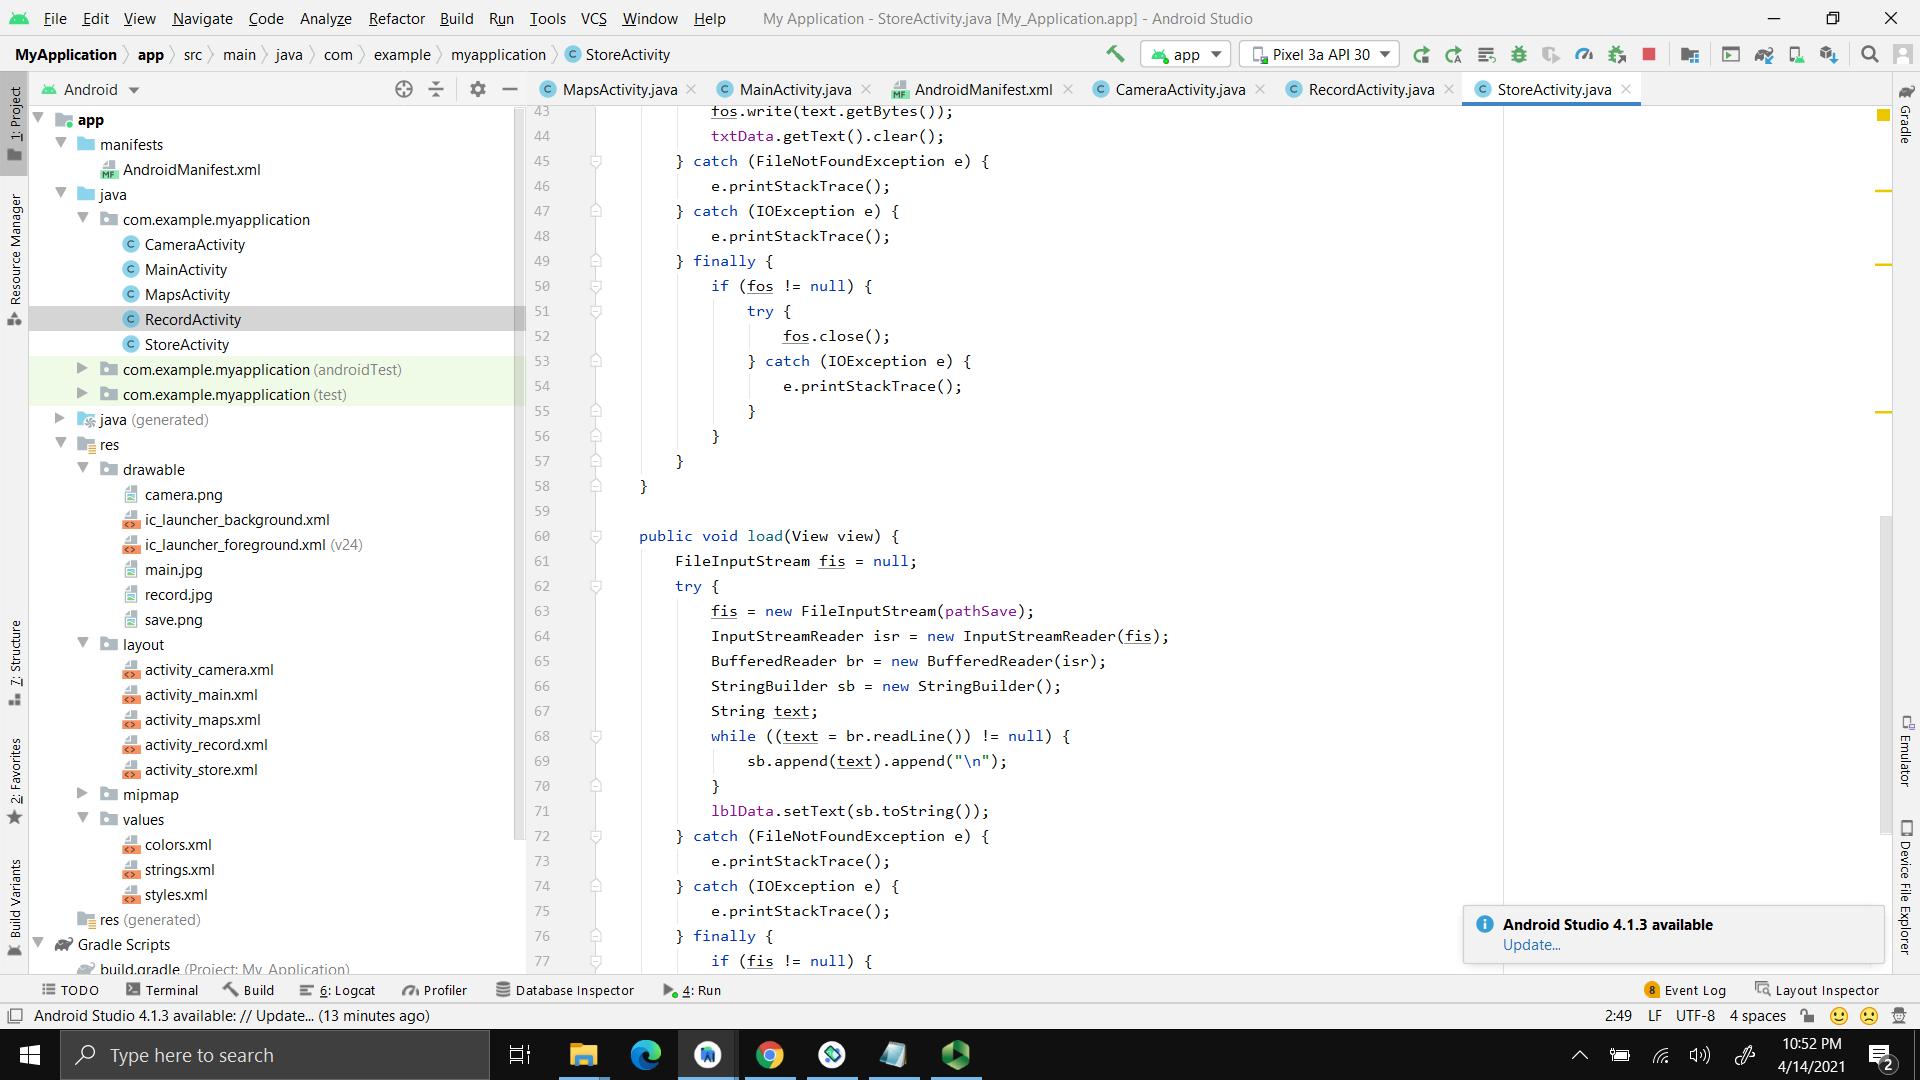 File Edit View Navigate Code Analyze Refactor Build Run Tools VCS Window Help My Application - StoreActivity.java [My_Application.app] - Android Studio
MyApplication app src main java com example myapplication StoreActivity app Pixel 3a API 30
Android MapsActivity.java MainActivity.java AndroidManifest.xml CameraActivity.java RecordActivity.java StoreActivity.java
1: Project
Resource Manager
7: Structure
2: Favorites
Build Variants
app
manifests
AndroidManifest.xml
java
com.example.myapplication
CameraActivity
MainActivity
MapsActivity
RecordActivity
StoreActivity
com.example.myapplication (androidTest)
com.example.myapplication (test)
java (generated)
res
drawable
camera.png
ic_launcher_background.xml
ic_launcher_foreground.xml (v24)
main.jpg
record.jpg
save.png
layout
activity_camera.xml
activity_main.xml
activity_maps.xml
activity_record.xml
activity_store.xml
mipmap
values
colors.xml
strings.xml
styles.xml
res (generated)
Gradle Scripts
build.gradle (Project: My_Application)
43 fos.write(text.getBytes());
44 txtData.getText().clear();
45 } catch (FileNotFoundException e) {
46 e.printStackTrace();
47 } catch (IOException e) {
48 e.printStackTrace();
49 } finally {
50 if (fos != null) {
51 try {
52 fos.close();
53 } catch (IOException e) {
54 e.printStackTrace();
55 }
56 }
57 }
58 }
59
60 public void load(View view) {
61 FileInputStream fis = null;
62 try {
63 fis = new FileInputStream(pathSave);
64 InputStreamReader isr = new InputStreamReader(fis);
65 BufferedReader br = new BufferedReader(isr);
66 StringBuilder sb = new StringBuilder();
67 String text;
68 while ((text = br.readLine()) != null) {
69 sb.append(text).append("\n");
70 }
71 lblData.setText(sb.toString());
72 } catch (FileNotFoundException e) {
73 e.printStackTrace();
74 } catch (IOException e) {
75 e.printStackTrace();
76 } finally {
77 if (fis != null) {
Gradle
Emulator
Device File Explorer
Android Studio 4.1.3 available
Update...
TODO Terminal Build 6: Logcat Profiler Database Inspector 4: Run 8 Event Log Layout Inspector
Android Studio 4.1.3 available: // Update... (13 minutes ago) 2:49 LF UTF-8 4 spaces
Type here to search
10:52 PM
4/14/2021
2